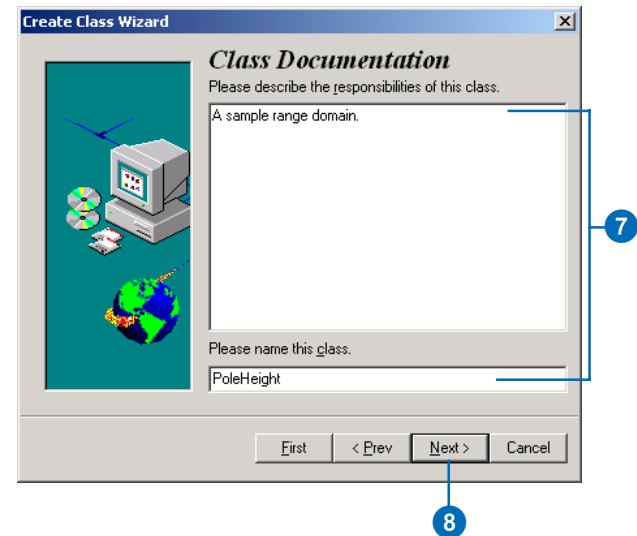 Create Class Wizard
Class Documentation
Please describe the responsibilities of this class.
A sample range domain.
7
Please name this class.
PoleHeight
First
< Prev
Next >
Cancel
8